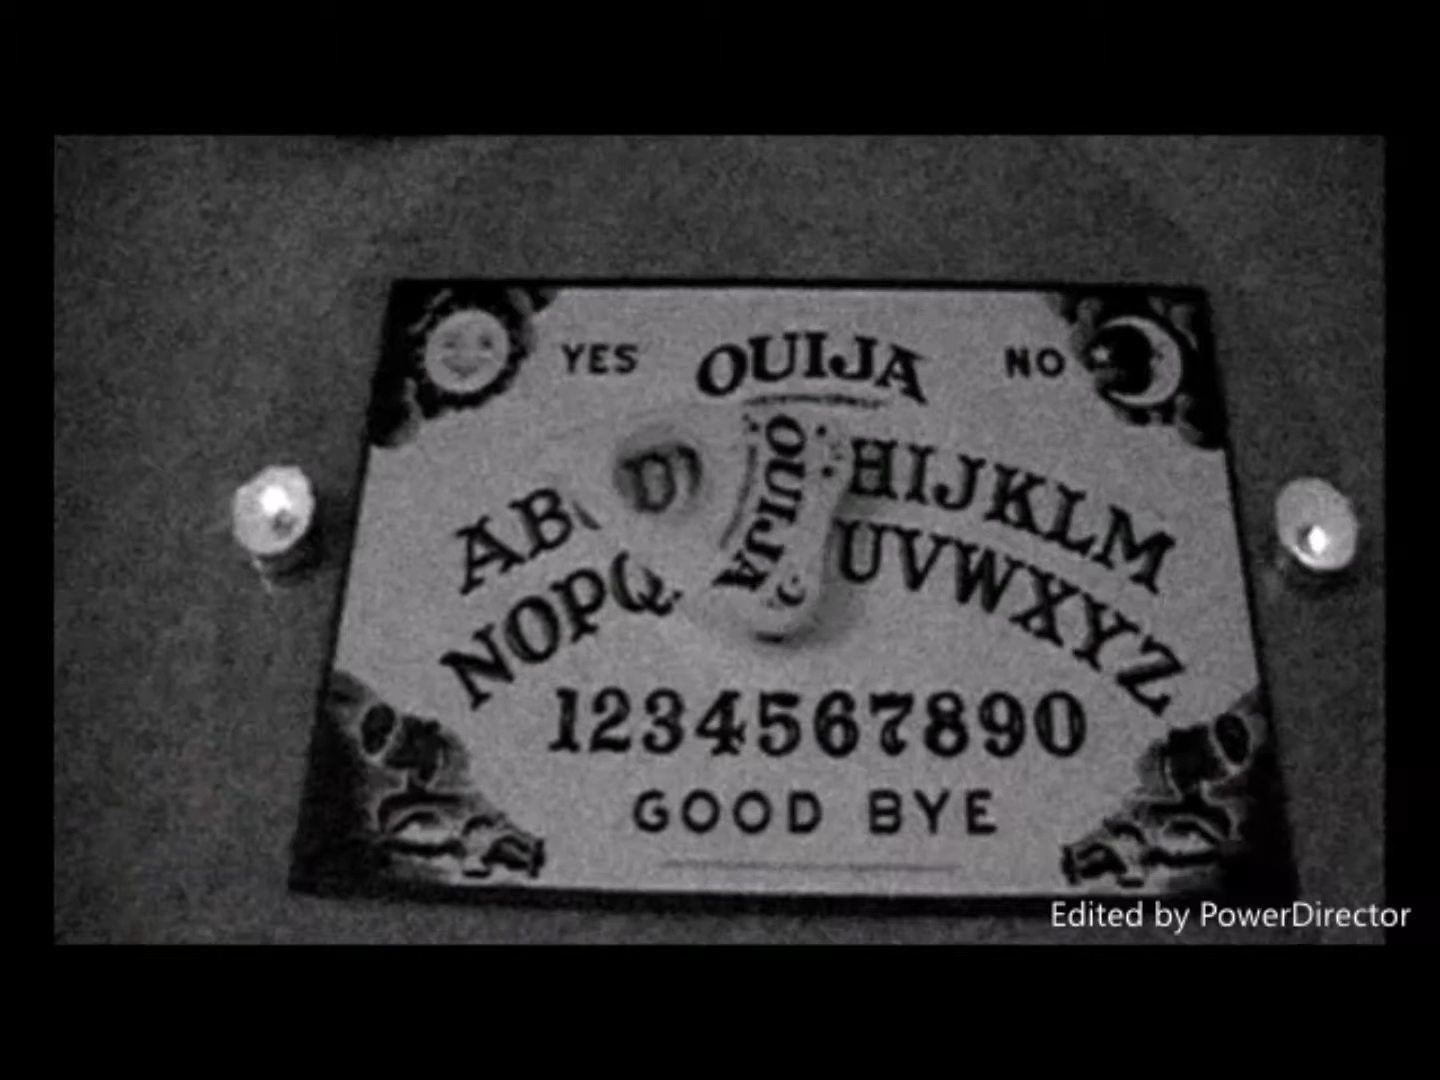 YES OUIJA NO
OUIJA
AB D HIJKLM
NOPQ UVWXYZ
1234567890
GOOD BYE
Edited by PowerDirector